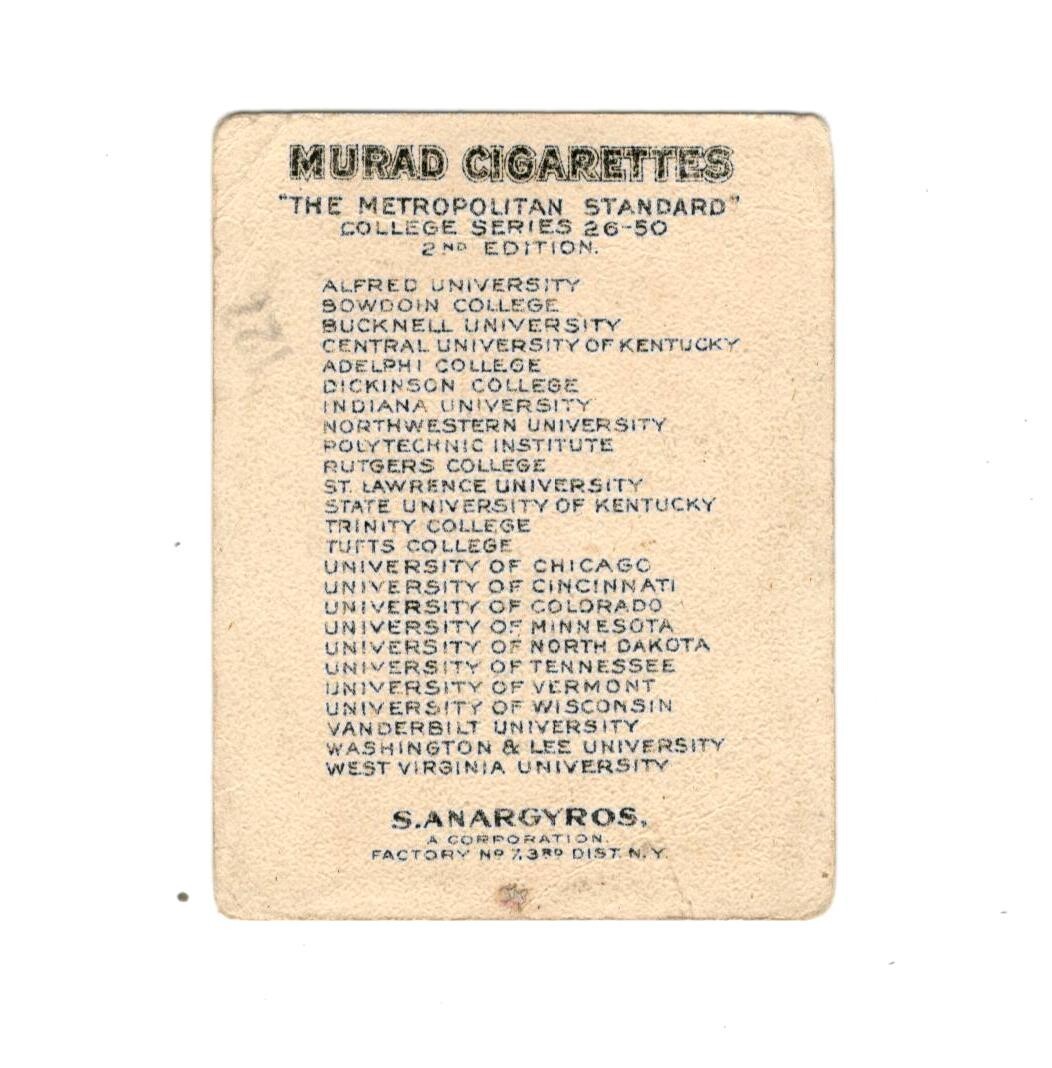 MURAD CIGARETTES
"THE METROPOLITAN STANDARD"
COLLEGE SERIES 26-50
2ND EDITION.
ALFRED UNIVERSITY
BOWDOIN COLLEGE
BUCKNELL UNIVERSITY
CENTRAL UNIVERSITY OF KENTUCKY
ADELPHI COLLEGE
DICKINSON COLLEGE
INDIANA UNIVERSITY
NORTHWESTERN UNIVERSITY
POLYTECHNIC INSTITUTE
RUTGERS COLLEGE
ST. LAWRENCE UNIVERSITY
STATE UNIVERSITY OF KENTUCKY
TRINITY COLLEGE
TUFTS COLLEGE
UNIVERSITY OF CHICAGO
UNIVERSITY OF CINCINNATI
UNIVERSITY OF COLORADO
UNIVERSITY OF MINNESOTA
UNIVERSITY OF NORTH DAKOTA
UNIVERSITY OF TENNESSEE
UNIVERSITY OF VERMONT
UNIVERSITY OF WISCONSIN
VANDERBILT UNIVERSITY
WASHINGTON & LEE UNIVERSITY
WEST VIRGINIA UNIVERSITY
S. ANARGYROS,
A CORPORATION.
FACTORY No 7, 3RD DIST. N.Y.